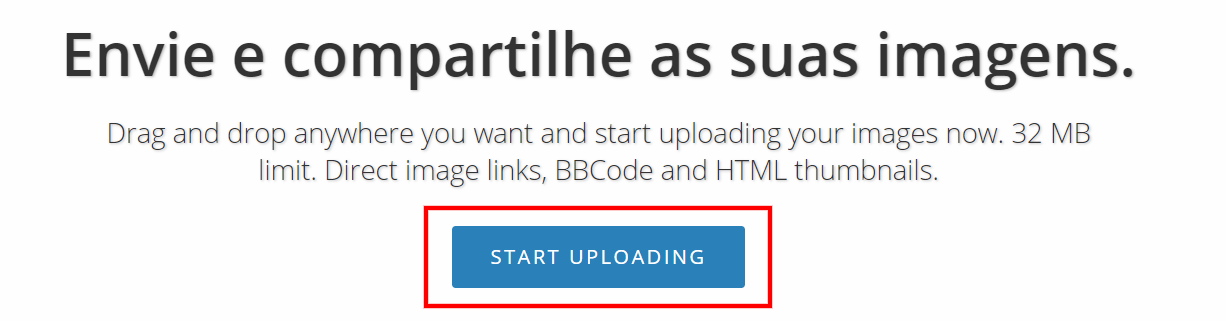 Envie e compartilhe as suas imagens.
Drag and drop anywhere you want and start uploading your images now. 32 MB
limit. Direct image links, BBCode and HTML thumbnails.
START UPLOADING